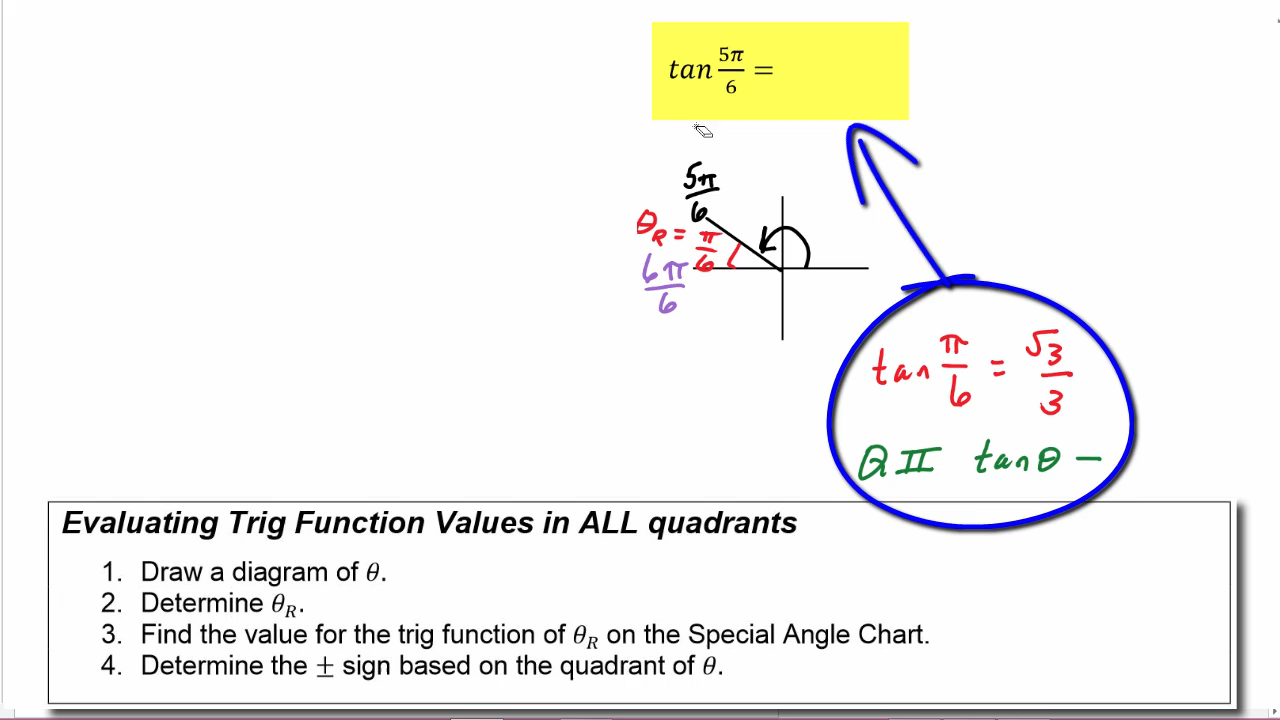 tan 5π/6 =
5π/6
θR = π/6
6π/6
tan π/6 = √3/3
Q II tanθ −
Evaluating Trig Function Values in ALL quadrants
1. Draw a diagram of θ.
2. Determine θR.
3. Find the value for the trig function of θR on the Special Angle Chart.
4. Determine the ± sign based on the quadrant of θ.